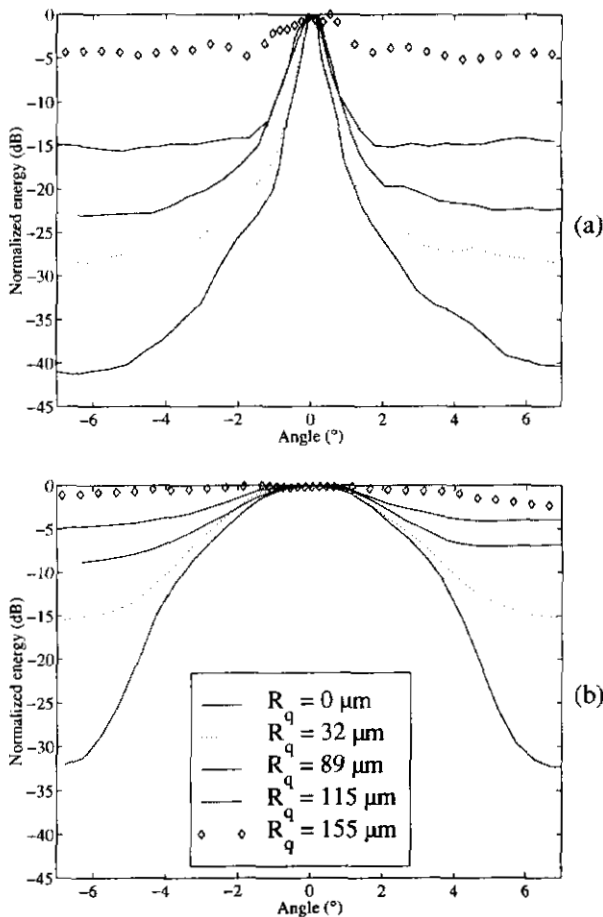 0
-5
-10
-15
-20
-25
-30
-35
-40
-45
Normalized energy (dB)
-6 -4 -2 0 2 4 6
Angle (°)
(a)
0
-5
-10
-15
-20
-25
-30
-35
-40
-45
Normalized energy (dB)
R_q = 0 μm
R_q = 32 μm
R_q = 89 μm
R_q = 115 μm
R_q = 155 μm
-6 -4 -2 0 2 4 6
Angle (°)
(b)